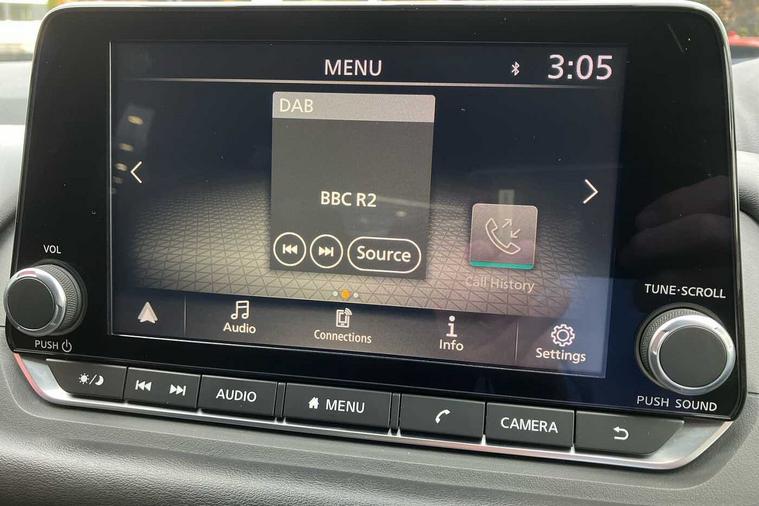 MENU 3:05
DAB
BBC R2
Source
Call History
Audio Connections Info Settings
VOL
PUSH
TUNE·SCROLL
PUSH SOUND
AUDIO MENU CAMERA